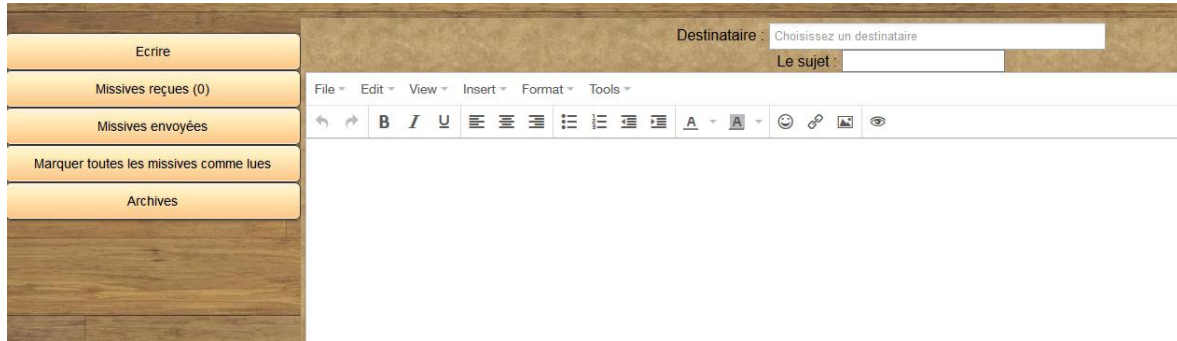 Ecrire
Missives reçues (0)
Missives envoyées
Marquer toutes les missives comme lues
Archives
Destinataire : Choisissez un destinataire
Le sujet :
File Edit View Insert Format Tools
B I U A A